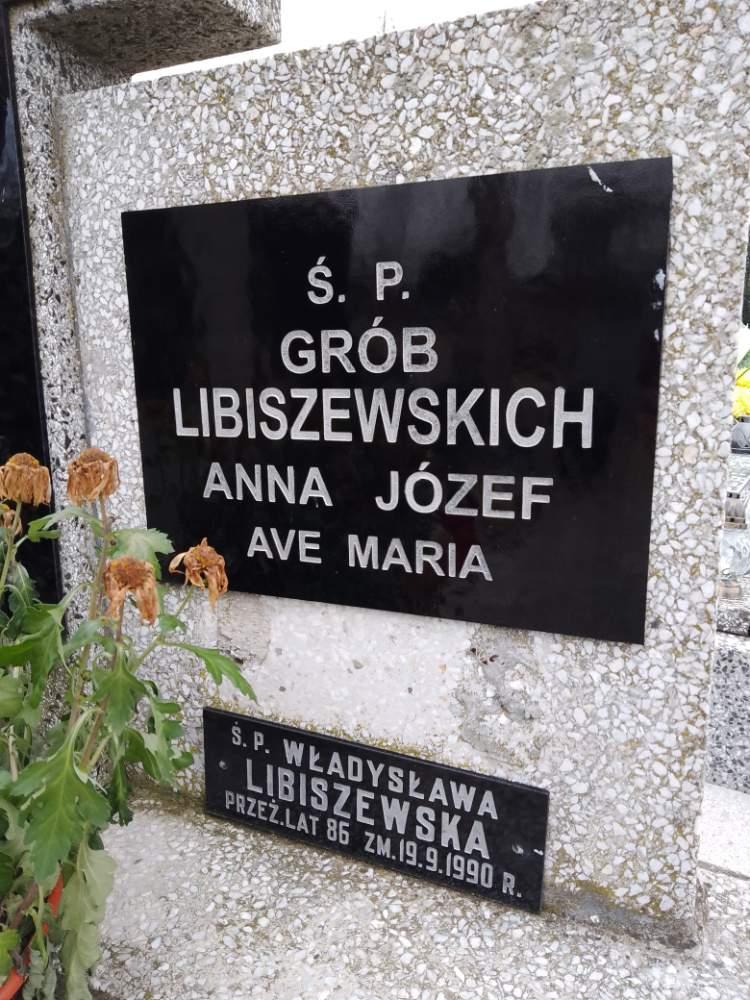 Ś. P.
GRÓB
LIBISZEWSKICH
ANNA JÓZEF
AVE MARIA
Ś.P. WŁADYSŁAWA
LIBISZEWSKA
PRZEŻ.LAT 86 ZM.19.9.1990 R.